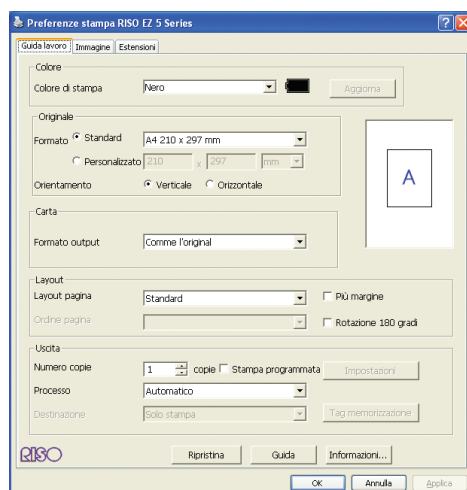 Preferenze stampa RISO EZ 5 Series
Guida lavoro Immagine Estensioni
Colore
Colore di stampa Nero Aggiorna
Originale
Formato Standard A4 210 x 297 mm
Personalizzato 210 x 297 mm
Orientamento Verticale Orizzontale
A
Carta
Formato output Comme l'original
Layout
Layout pagina Standard Più margine
Ordine pagina Rotazione 180 gradi
Uscita
Numero copie 1 copie Stampa programmata Impostazioni
Processo Automatico
Destinazione Solo stampa Tag memorizzazione
RISO Ripristina Guida Informazioni...
OK Annulla Applica